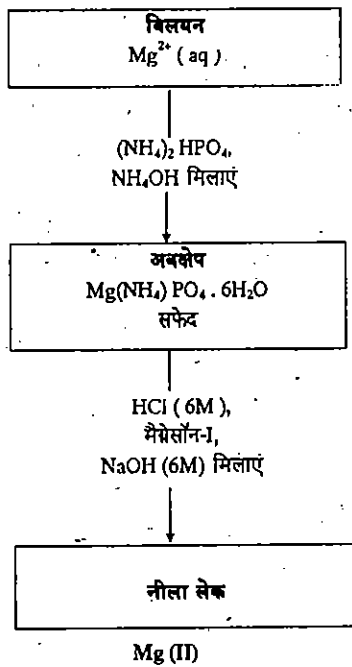 विलयन
Mg²⁺ (aq)
(NH₄)₂ HPO₄,
NH₄OH मिलाएं
अवक्षेप
Mg(NH₄) PO₄ . 6H₂O
सफेद
HCl (6M),
मैग्नेसॉन-I,
NaOH (6M) मिलाएं
नीला लेक
Mg (II)